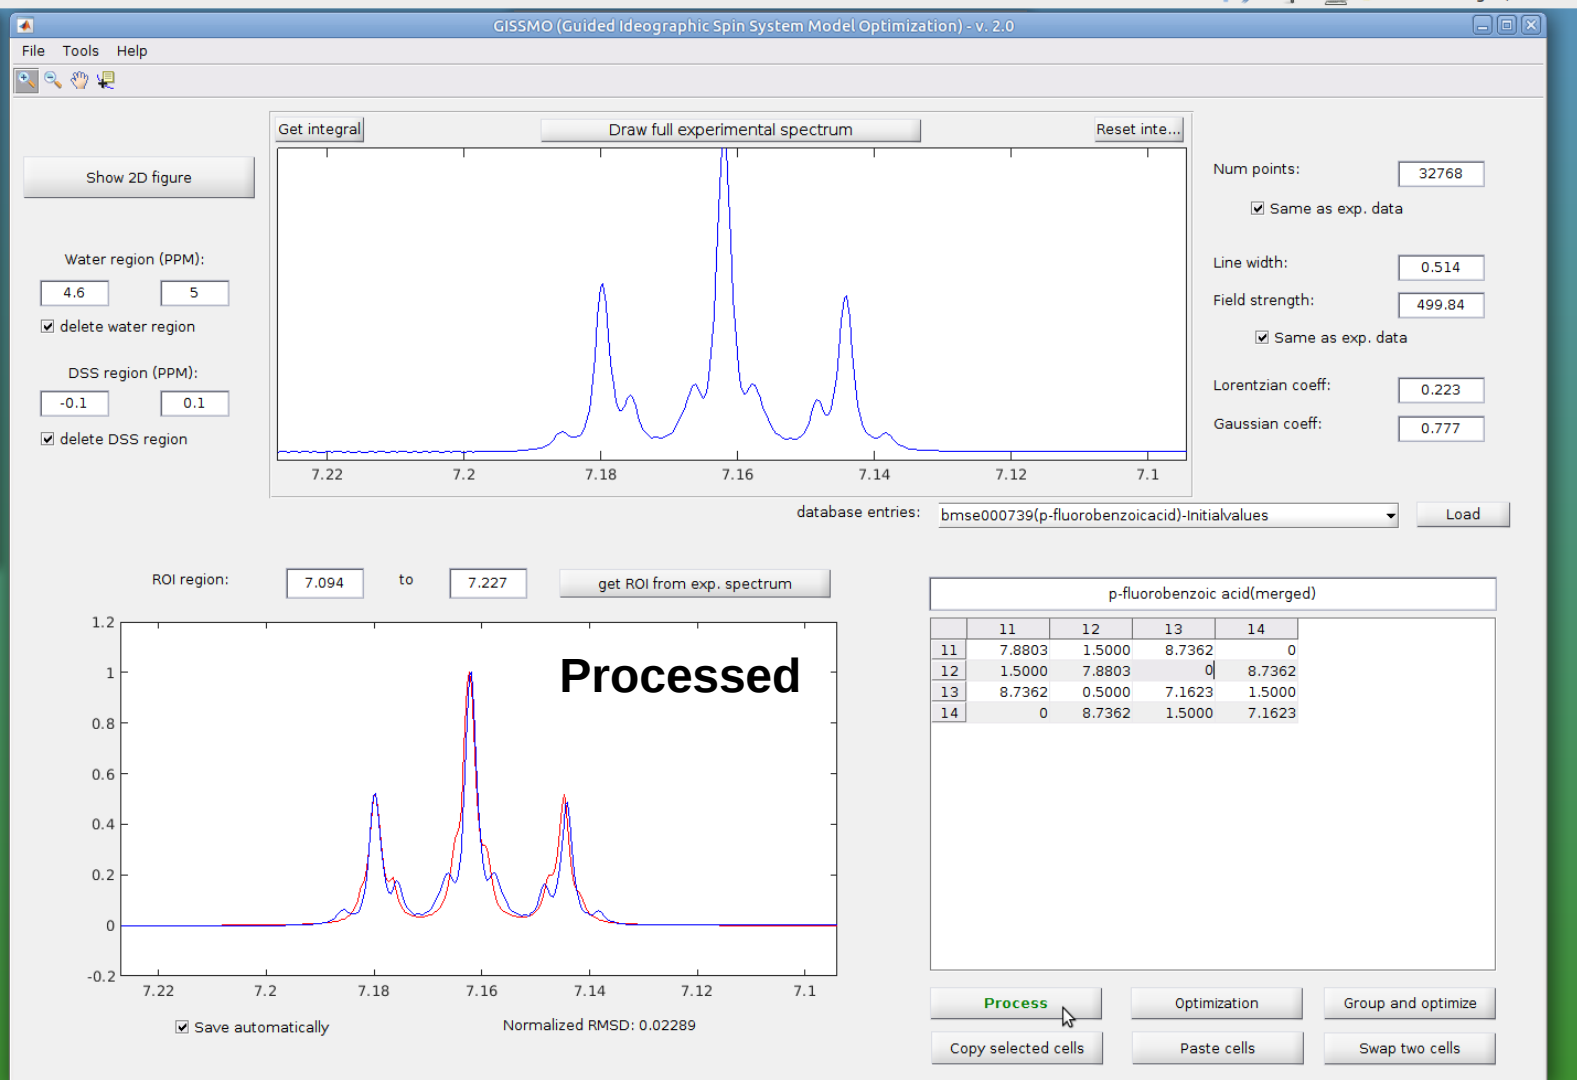 GISSMO (Guided Ideographic Spin System Model Optimization) - v. 2.0
File Tools Help
Get integral Draw full experimental spectrum Reset inte...
Show 2D figure
Water region (PPM):
4.6 5
delete water region
DSS region (PPM):
-0.1 0.1
delete DSS region
7.22 7.2 7.18 7.16 7.14 7.12 7.1
Num points: 32768
Same as exp. data
Line width: 0.514
Field strength: 499.84
Same as exp. data
Lorentzian coeff: 0.223
Gaussian coeff: 0.777
database entries: bmse000739(p-fluorobenzoicacid)-Initialvalues Load
ROI region: 7.094 to 7.227 get ROI from exp. spectrum
1.2
1
0.8
0.6
0.4
0.2
0
-0.2
Processed
7.22 7.2 7.18 7.16 7.14 7.12 7.1
Save automatically Normalized RMSD: 0.02289
p-fluorobenzoic acid(merged)
11 12 13 14
11 7.8803 1.5000 8.7362 0
12 1.5000 7.8803 0 8.7362
13 8.7362 0.5000 7.1623 1.5000
14 0 8.7362 1.5000 7.1623
Process Optimization Group and optimize
Copy selected cells Paste cells Swap two cells